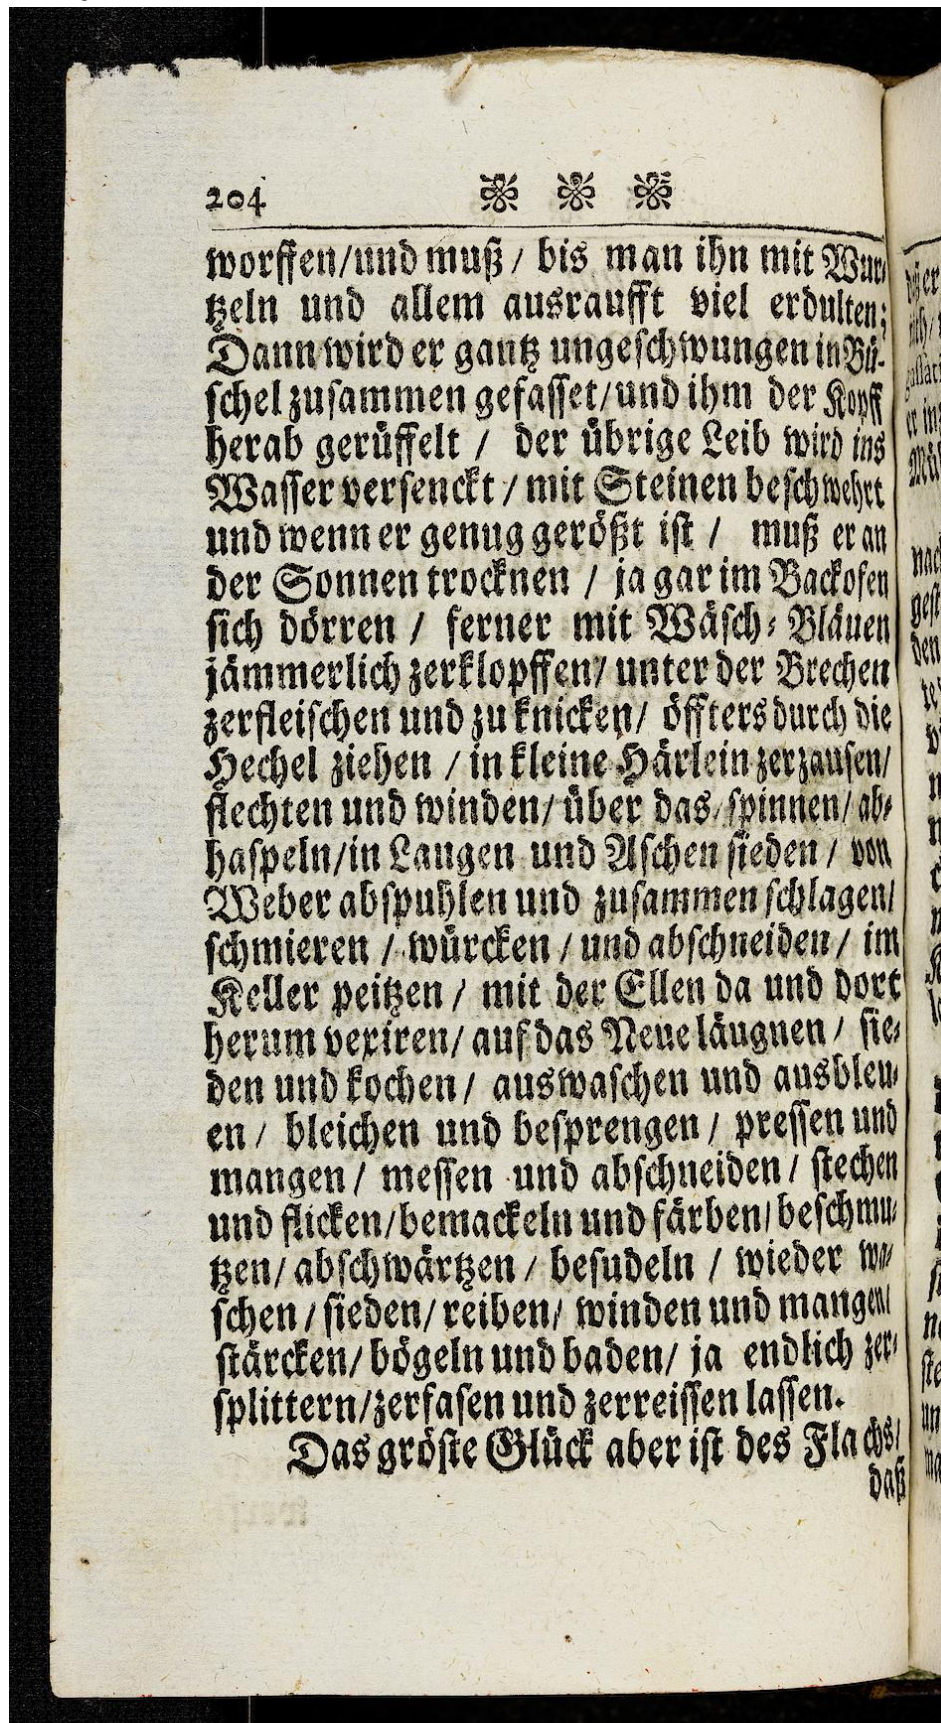 204
worffen/und muß / bis man ihn mit Wur⸗
tzeln und allem ausraufft viel erdulten;
Dann wird er gantz ungeschwungen in Bü⸗
schel zusammen gefasset/und ihm der Kopff
herab gerüffelt / der übrige Leib wird ins
Wasser versenckt / mit Steinen beschwehrt
und wenn er genug gerößt ist / muß er an
der Sonnen trocknen / ja gar im Backofen
sich dörren / ferner mit Wäsch⸗Bläuen
jämmerlich zerklopffen/ unter der Brechen
zerfleischen und zu knicken/ öffters durch die
Hechel ziehen / in kleine Härlein zerzausen/
flechten und winden/ über das spinnen/ ab⸗
haspeln/in Laugen und Aschen sieden / von
Weber abspuhlen und zusammen schlagen/
schmieren / würcken / und abschneiden / im
Keller peitzen / mit der Ellen da und dort
herum vexiren/ auf das Neue läugnen / sie⸗
den und kochen/ auswaschen und ausbleu⸗
en / bleichen und besprengen / pressen und
mangen / messen und abschneiden / stechen
und flicken/bemackeln und färben/beschmu⸗
tzen/ abschwärtzen / besudeln / wieder wa⸗
schen / sieden/ reiben/ winden und mangen/
stärcken/ bögeln und baden/ ja endlich zer⸗
splittern/zerfasen und zerreissen lassen.
Das gröste Glück aber ist des Flachs/
daß